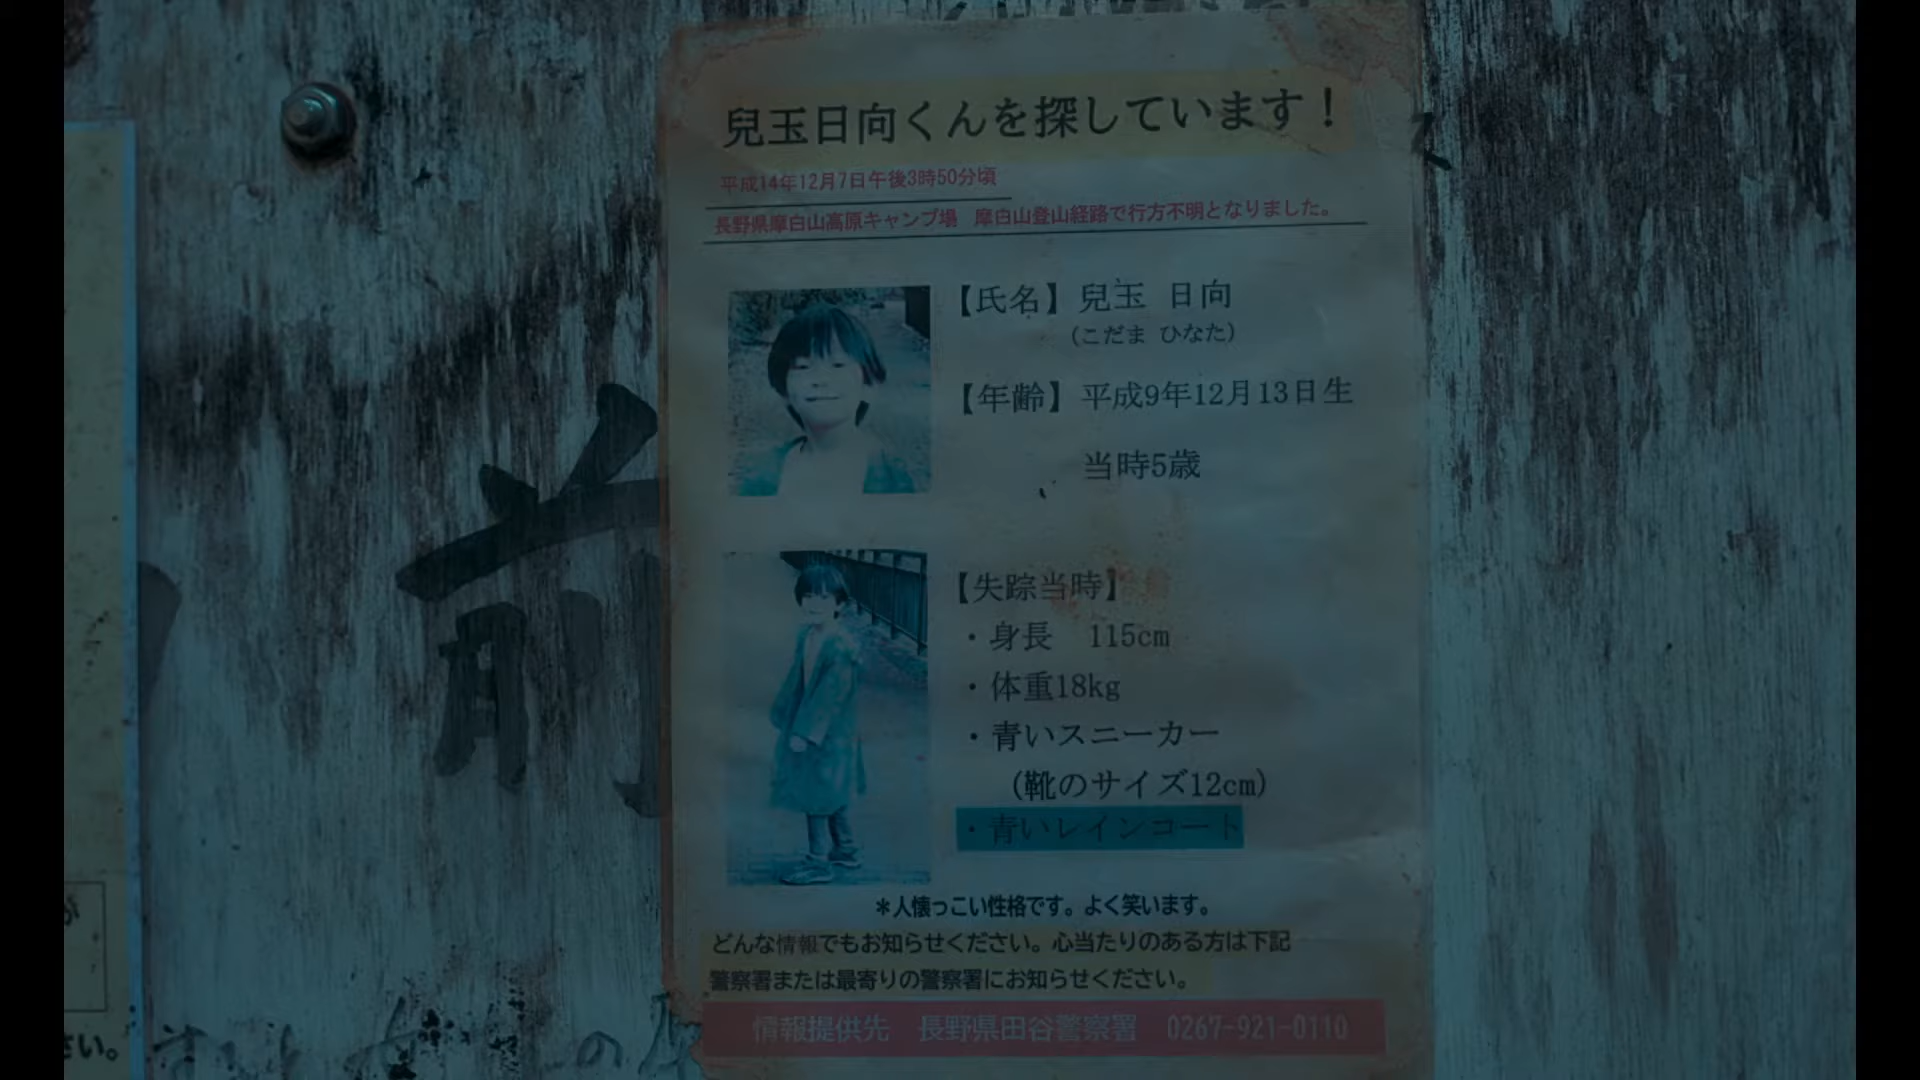 兒玉日向くんを探しています！
平成14年12月7日午後3時50分頃
長野県摩白山高原キャンプ場　摩白山登山経路で行方不明となりました。
【氏名】兒玉 日向
(こだま ひなた)
【年齢】平成9年12月13日生
当時5歳
【失踪当時】
・身長　115cm
・体重18kg
・青いスニーカー
(靴のサイズ12cm)
・青いレインコート
＊人懐っこい性格です。よく笑います。
どんな情報でもお知らせください。心当たりのある方は下記
警察署または最寄りの警察署にお知らせください。
情報提供先　長野県田谷警察署　0267-921-0110
前
さい。